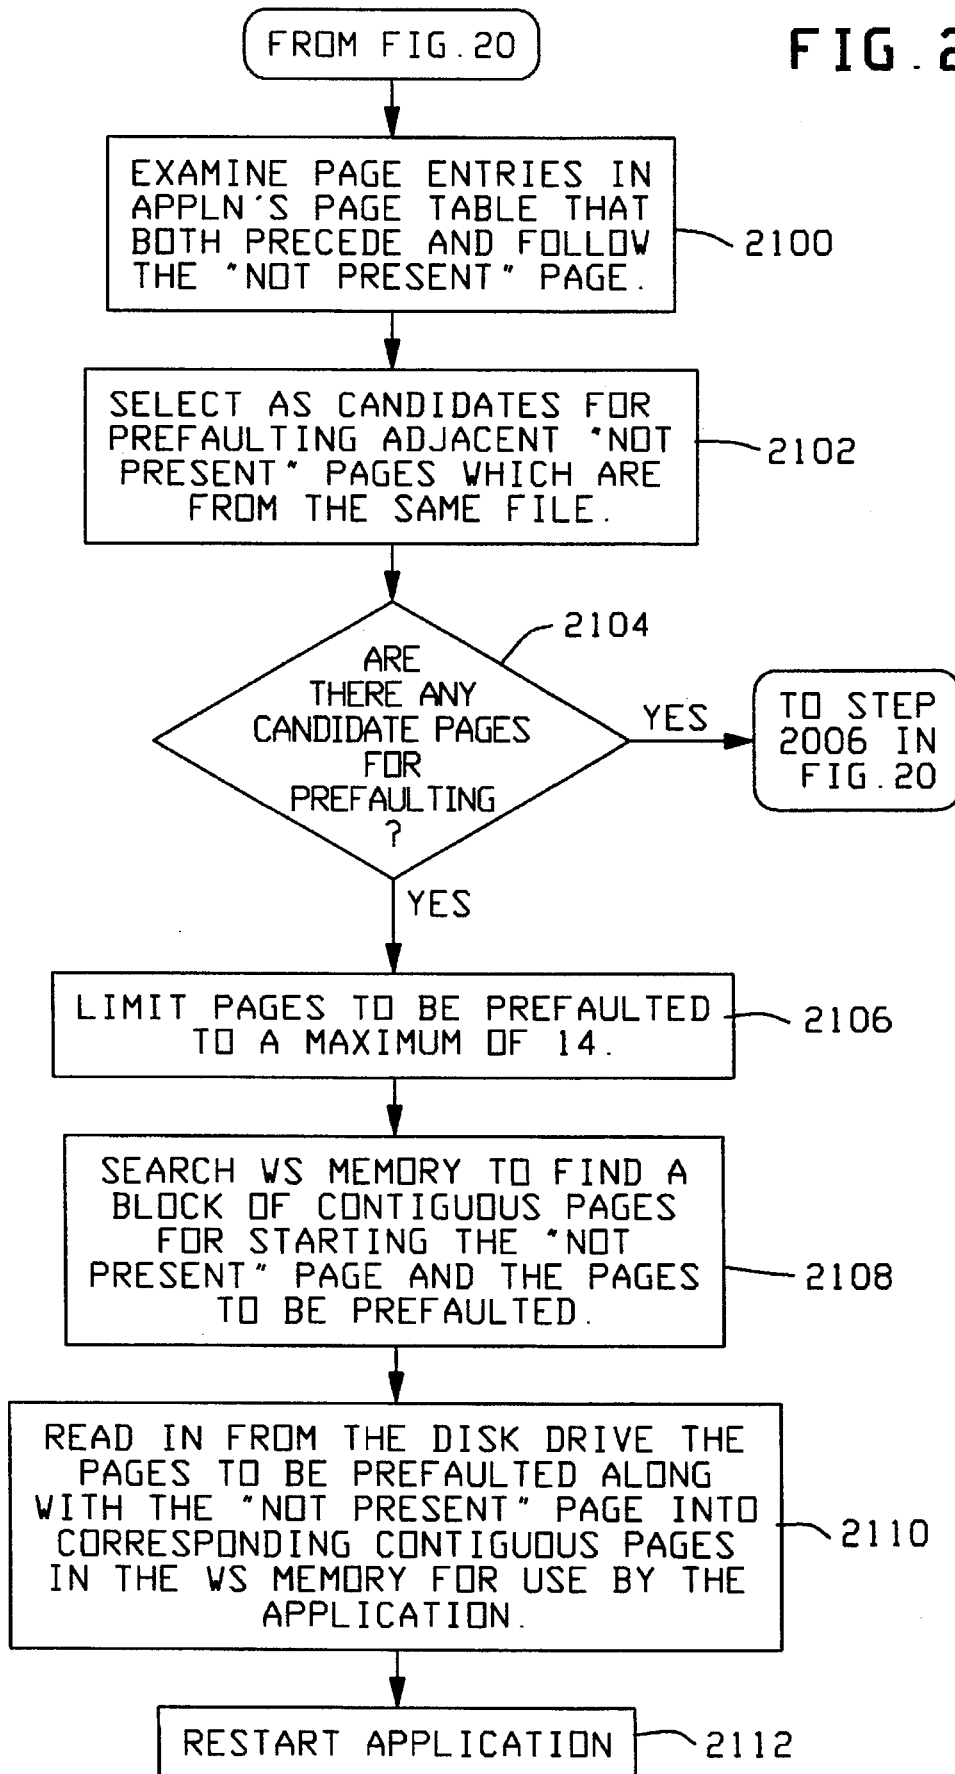 FROM FIG.20
FIG.2
EXAMINE PAGE ENTRIES IN
APPLN'S PAGE TABLE THAT
BOTH PRECEDE AND FOLLOW
THE "NOT PRESENT" PAGE.
2100
SELECT AS CANDIDATES FOR
PREFAULTING ADJACENT "NOT
PRESENT" PAGES WHICH ARE
FROM THE SAME FILE.
2102
2104
ARE
THERE ANY
CANDIDATE PAGES
FOR
PREFAULTING
?
YES
TO STEP
2006 IN
FIG.20
YES
LIMIT PAGES TO BE PREFAULTED
TO A MAXIMUM OF 14.
2106
SEARCH WS MEMORY TO FIND A
BLOCK OF CONTIGUOUS PAGES
FOR STARTING THE "NOT
PRESENT" PAGE AND THE PAGES
TO BE PREFAULTED.
2108
READ IN FROM THE DISK DRIVE THE
PAGES TO BE PREFAULTED ALONG
WITH THE "NOT PRESENT" PAGE INTO
CORRESPONDING CONTIGUOUS PAGES
IN THE WS MEMORY FOR USE BY THE
APPLICATION.
2110
RESTART APPLICATION
2112